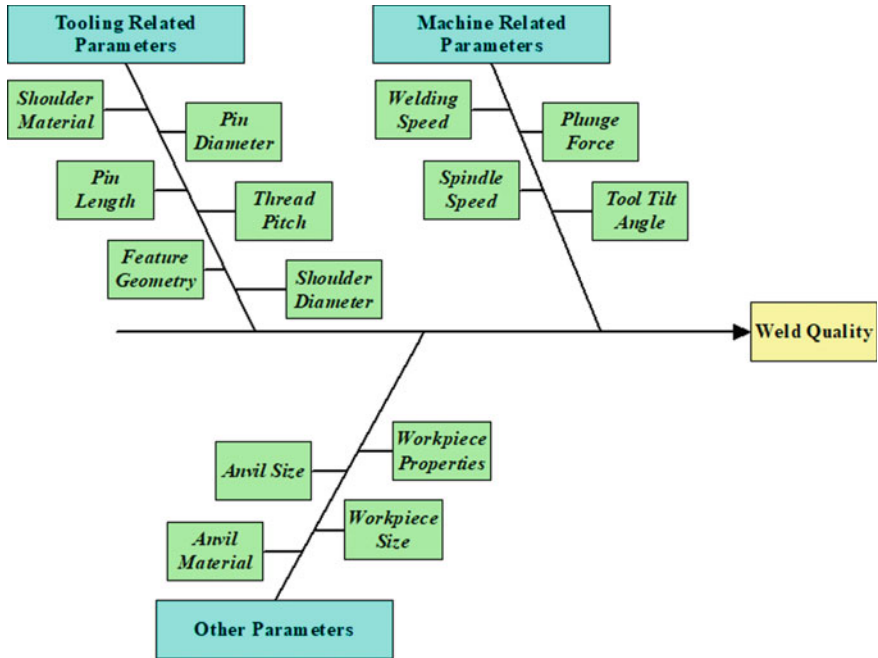 Tooling Related
Parameters
Machine Related
Parameters
Shoulder
Material
Pin
Diameter
Pin
Length
Thread
Pitch
Feature
Geometry
Shoulder
Diameter
Welding
Speed
Plunge
Force
Spindle
Speed
Tool Tilt
Angle
Weld Quality
Anvil Size
Workpiece
Properties
Anvil
Material
Workpiece
Size
Other Parameters